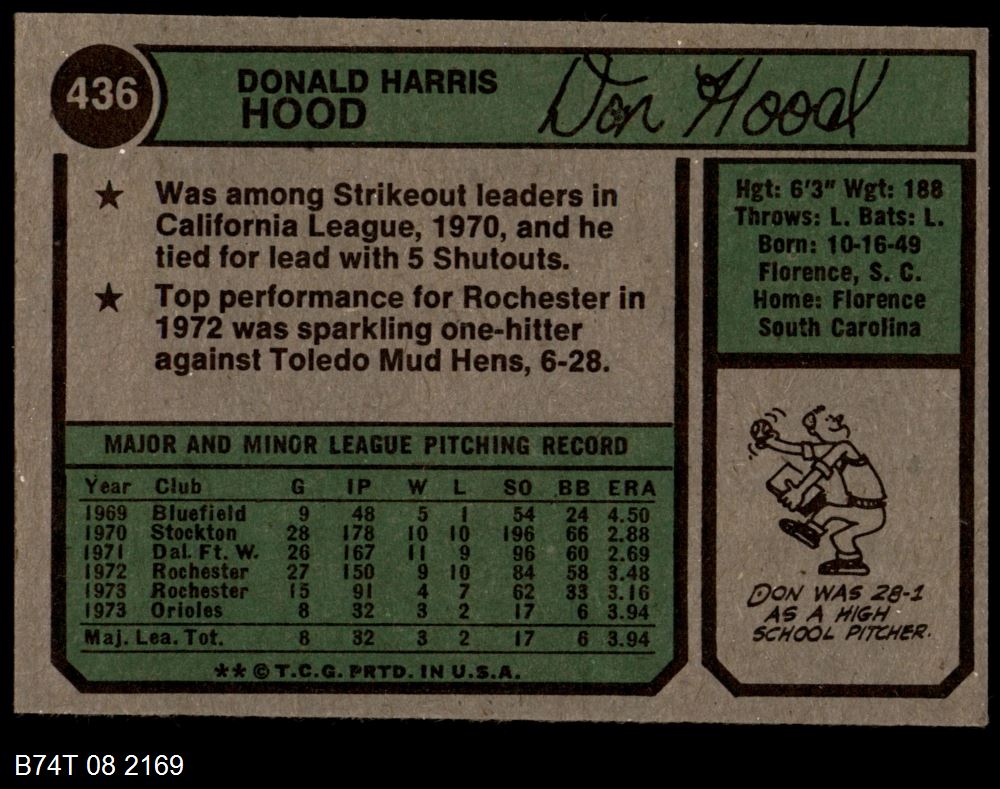 436
DONALD HARRIS
HOOD
Don Hood
★ Was among Strikeout leaders in
California League, 1970, and he
tied for lead with 5 Shutouts.
★ Top performance for Rochester in
1972 was sparkling one-hitter
against Toledo Mud Hens, 6-28.
MAJOR AND MINOR LEAGUE PITCHING RECORD
Year Club G IP W L SO BB ERA
1969 Bluefield 9 48 5 1 54 24 4.50
1970 Stockton 28 178 10 10 196 66 2.88
1971 Dal. Ft. W. 26 167 11 9 96 60 2.69
1972 Rochester 27 150 9 10 84 58 3.48
1973 Rochester 15 91 4 7 62 33 3.16
1973 Orioles 8 32 3 2 17 6 3.94
Maj. Lea. Tot. 8 32 3 2 17 6 3.94
**©T.C.G. PRTD. IN U.S.A.
Hgt: 6'3" Wgt: 188
Throws: L. Bats: L.
Born: 10-16-49
Florence, S. C.
Home: Florence
South Carolina
DON WAS 28-1
AS A HIGH
SCHOOL PITCHER.
B74T 08 2169